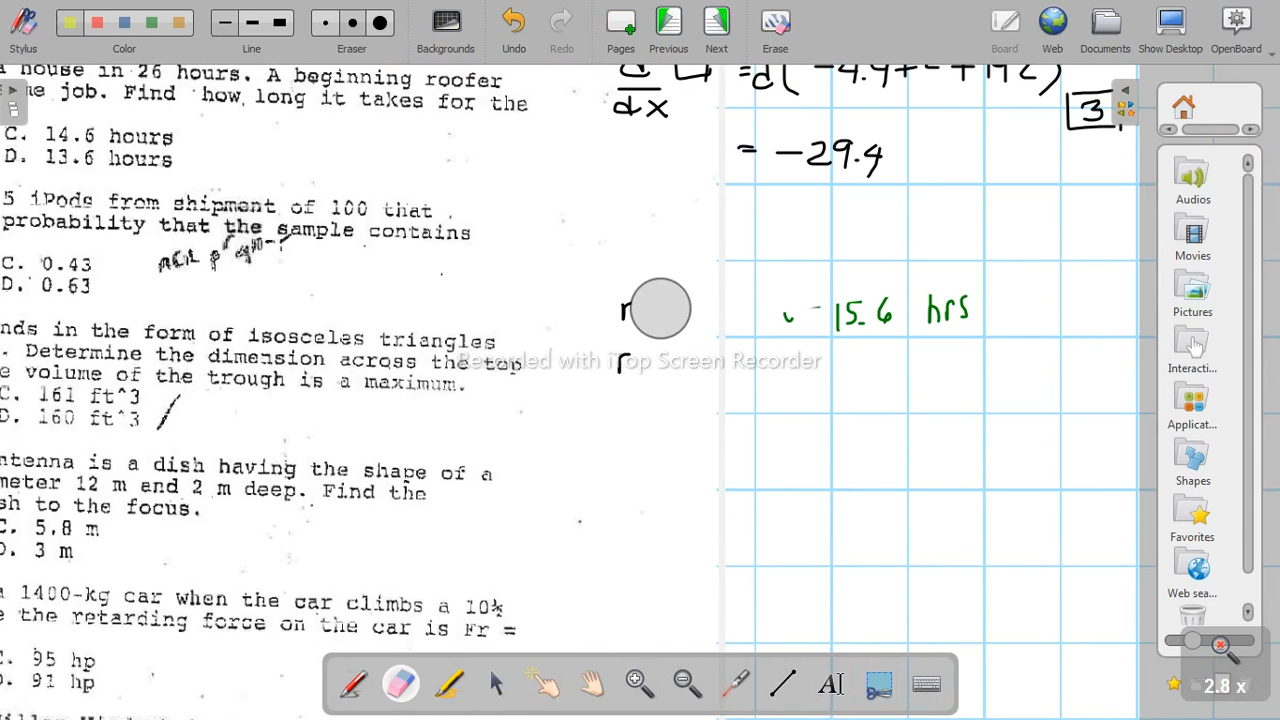 Stylus
Color
Line
Eraser
Backgrounds
Undo
Redo
Pages
Previous
Next
Erase
Board
Web
Documents
Show Desktop
OpenBoard
a house in 26 hours. A beginning roofer
me job. Find how long it takes for the
C. 14.6 hours
D. 13.6 hours
5 iPods from shipment of 100 that
probability that the sample contains
C. 0.43
D. 0.63
nds in the form of isosceles triangles
. Determine the dimension across the top
e volume of the trough is a maximum.
C. 161 ft^3
D. 160 ft^3
ntenna is a dish having the shape of a
meter 12 m and 2 m deep. Find the
sh to the focus.
C. 5.8 m
D. 3 m
a 1400-kg car when the car climbs a 10%
e the retarding force on the car is Fr =
C. 95 hp
D. 91 hp
dx
3
= -29.4
r
15.6 hrs
r
Recorded with iTop Screen Recorder
Audios
Movies
Pictures
Interacti...
Applicat...
Shapes
Favorites
Web sea...
2.8 x